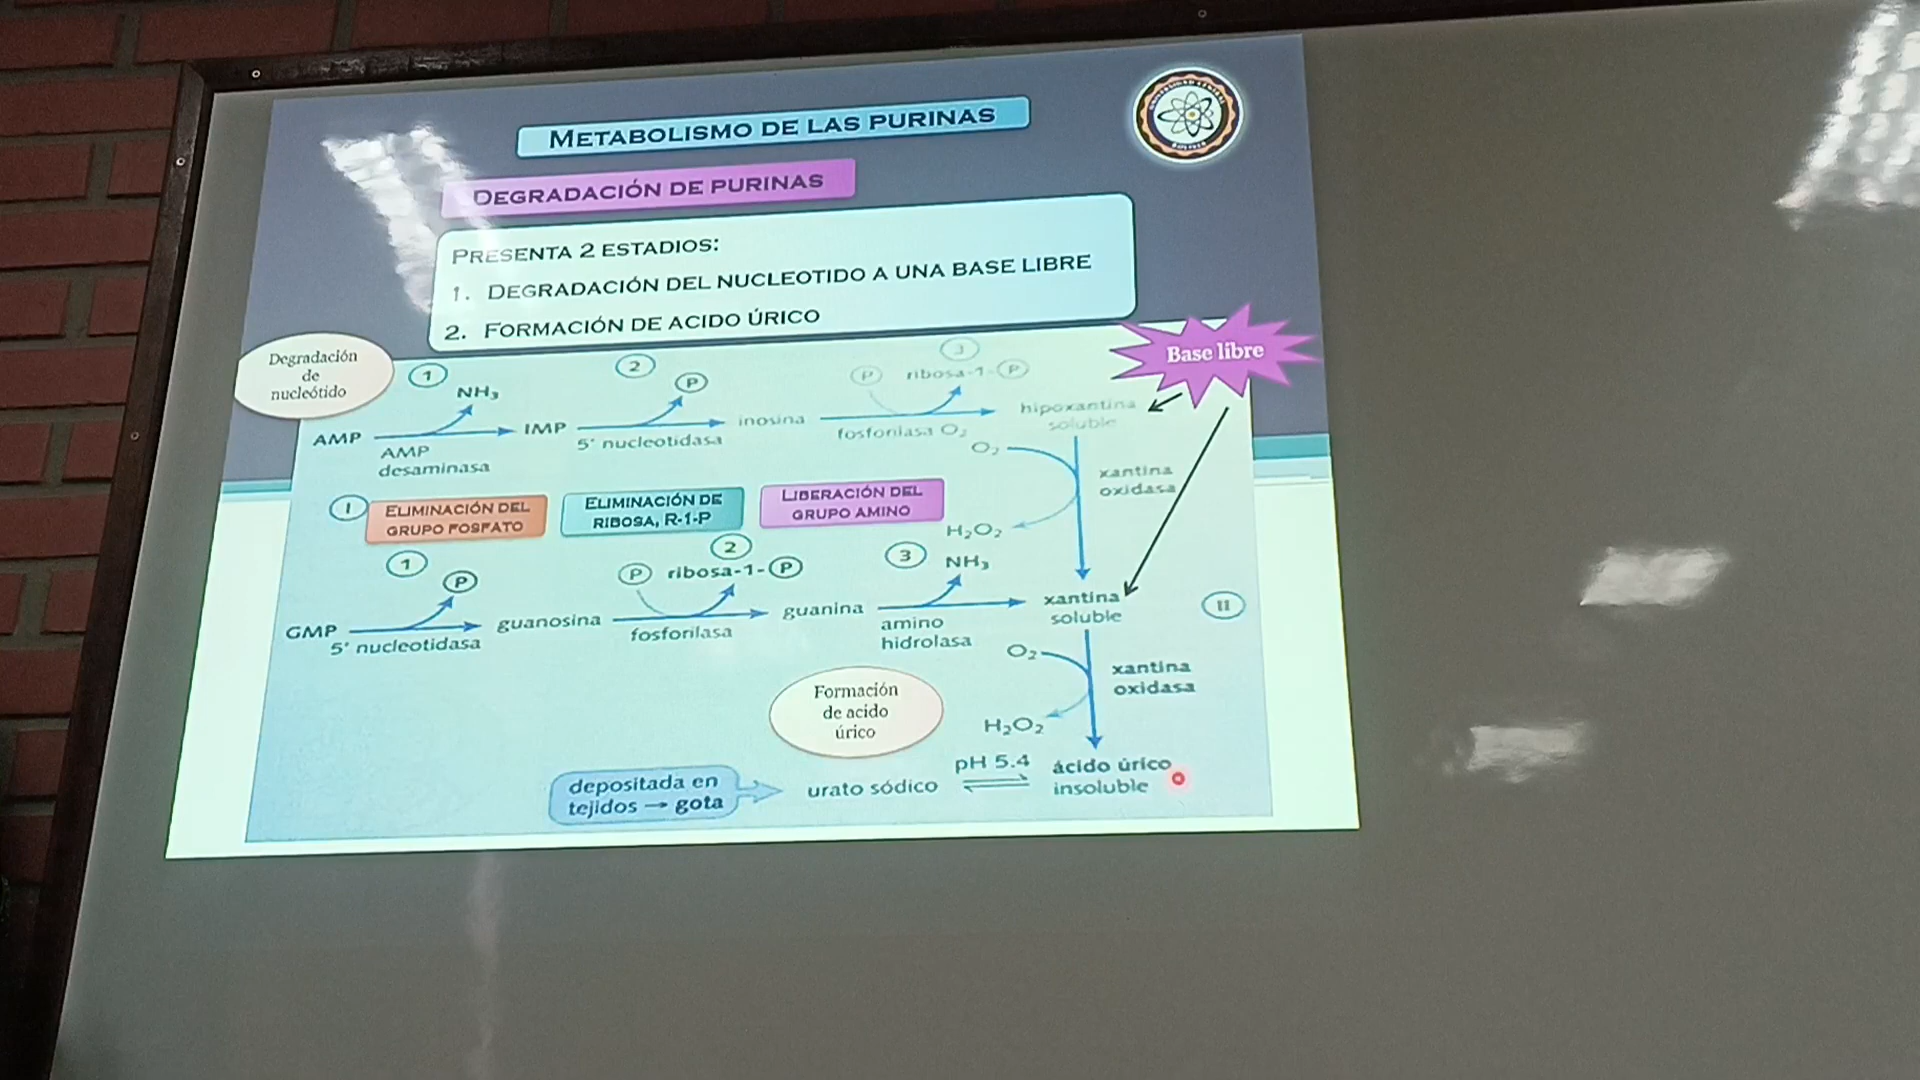 METABOLISMO DE LAS PURINAS
DEGRADACIÓN DE PURINAS
PRESENTA 2 ESTADIOS:
1. DEGRADACIÓN DEL NUCLEOTIDO A UNA BASE LIBRE
2. FORMACIÓN DE ACIDO ÚRICO
Degradación
de
nucleótido
Base libre
1
NH₃
2
P
3
P ribosa-1-P
AMP
AMP
desaminasa
IMP
5' nucleotidasa
inosina
fosforilasa O₂
hipoxantina
soluble
O₂
xantina
oxidasa
H₂O₂
I
ELIMINACIÓN DEL
GRUPO FOSFATO
ELIMINACIÓN DE
RIBOSA, R-1-P
LIBERACIÓN DEL
GRUPO AMINO
1
P
2
P ribosa-1-P
3
NH₃
GMP
5' nucleotidasa
guanosina
fosforilasa
guanina
amino
hidrolasa
xantina
soluble
II
O₂
xantina
oxidasa
H₂O₂
Formación
de acido
úrico
depositada en
tejidos → gota
urato sódico
pH 5.4
ácido úrico
insoluble